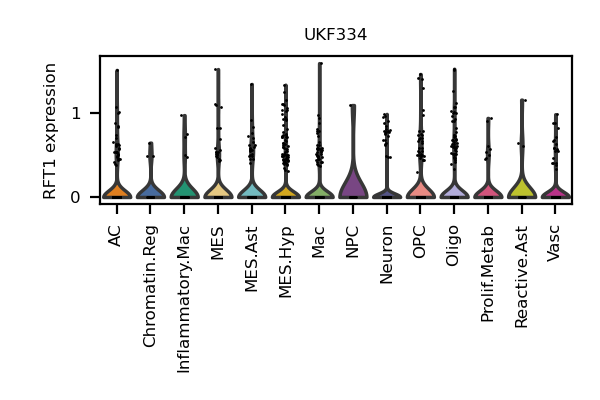 UKF334
RFT1 expression
1
0
AC
Chromatin.Reg
Inflammatory.Mac
MES
MES.Ast
MES.Hyp
Mac
NPC
Neuron
OPC
Oligo
Prolif.Metab
Reactive.Ast
Vasc